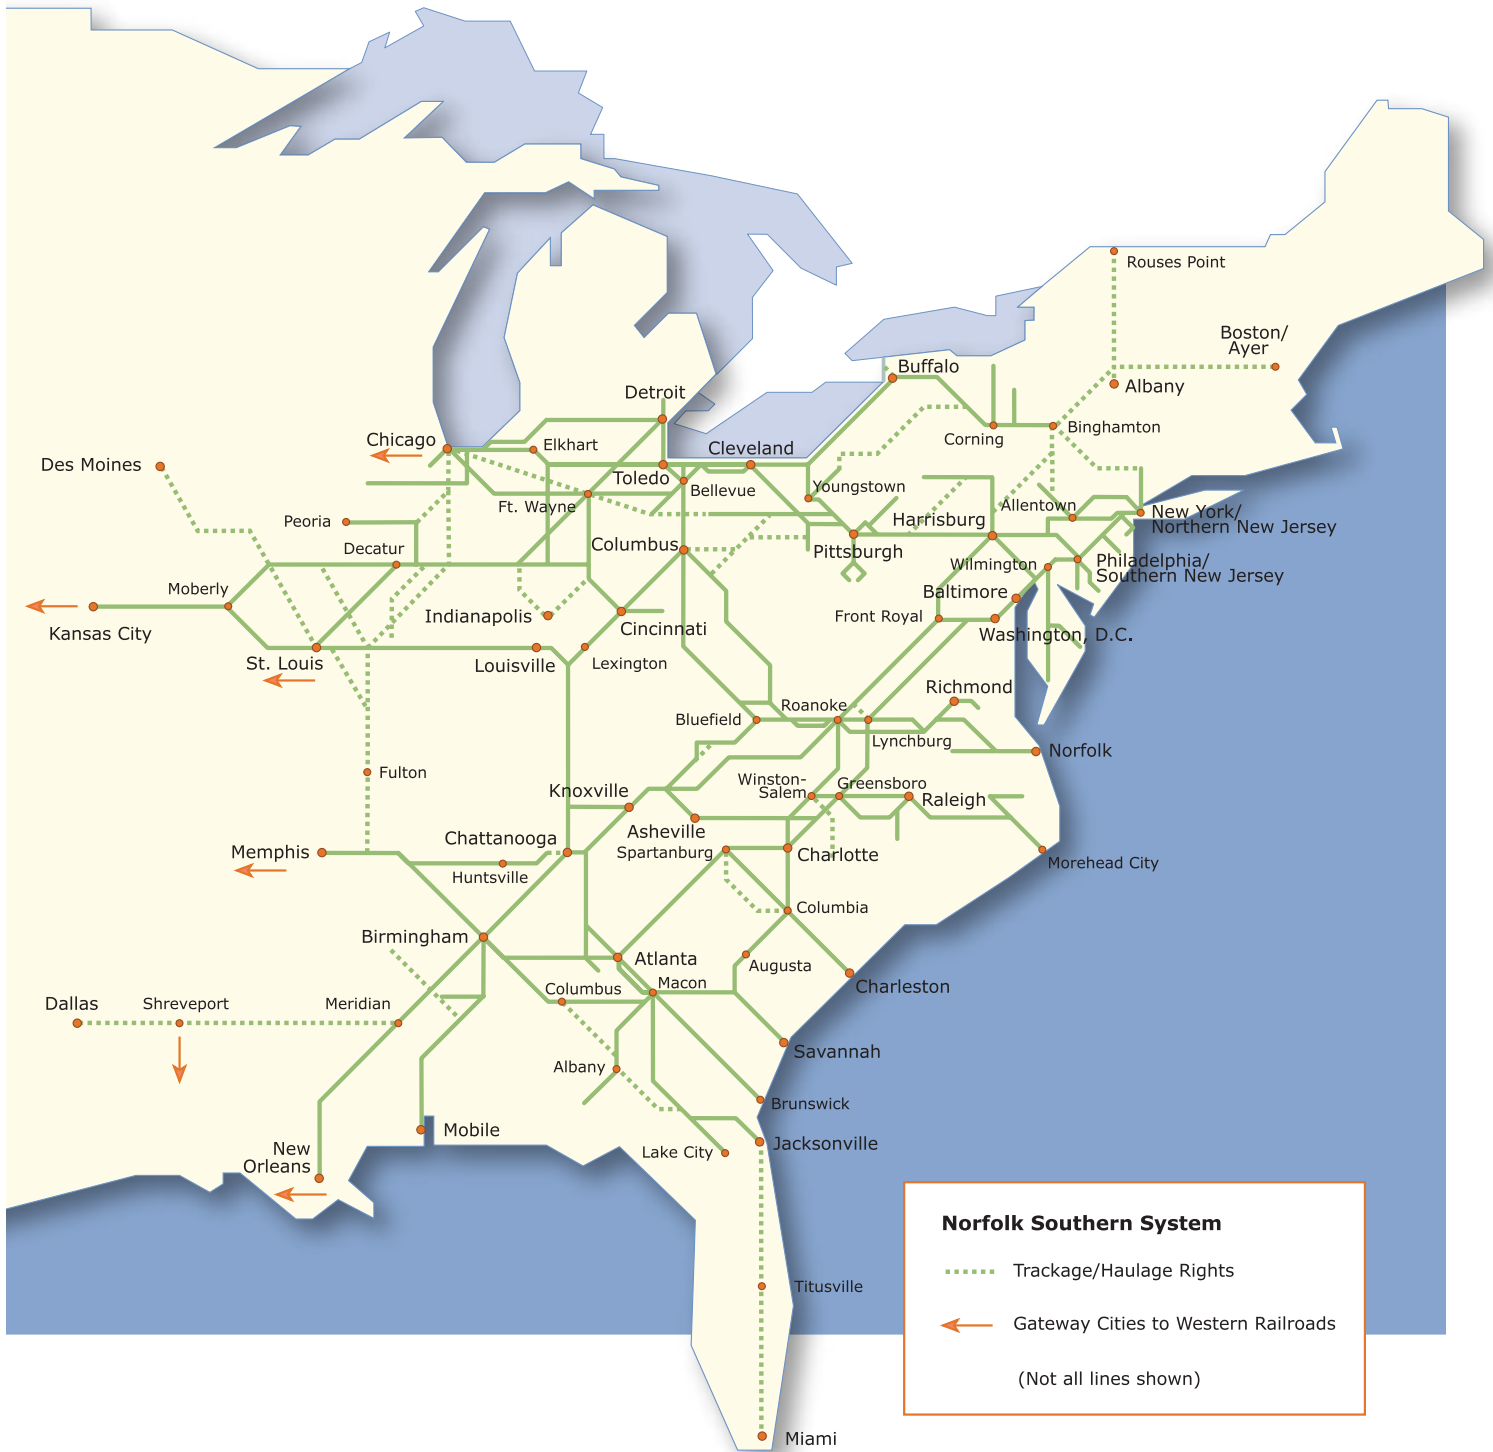 Rouses Point
Boston/
Ayer
Buffalo
Albany
Detroit
Corning
Binghamton
Chicago
Elkhart
Cleveland
Des Moines
Toledo
Bellevue
Youngstown
Ft. Wayne
Allentown
New York/
Northern New Jersey
Peoria
Harrisburg
Decatur
Columbus
Pittsburgh
Wilmington
Philadelphia/
Southern New Jersey
Moberly
Baltimore
Indianapolis
Front Royal
Kansas City
Cincinnati
Washington, D.C.
St. Louis
Louisville
Lexington
Richmond
Roanoke
Bluefield
Lynchburg
Norfolk
Fulton
Winston-
Salem
Greensboro
Knoxville
Raleigh
Asheville
Chattanooga
Memphis
Spartanburg
Charlotte
Morehead City
Huntsville
Columbia
Birmingham
Atlanta
Augusta
Macon
Columbus
Charleston
Dallas
Shreveport
Meridian
Savannah
Albany
Brunswick
Mobile
Jacksonville
New
Orleans
Lake City
Norfolk Southern System
Trackage/Haulage Rights
Titusville
Gateway Cities to Western Railroads
(Not all lines shown)
Miami